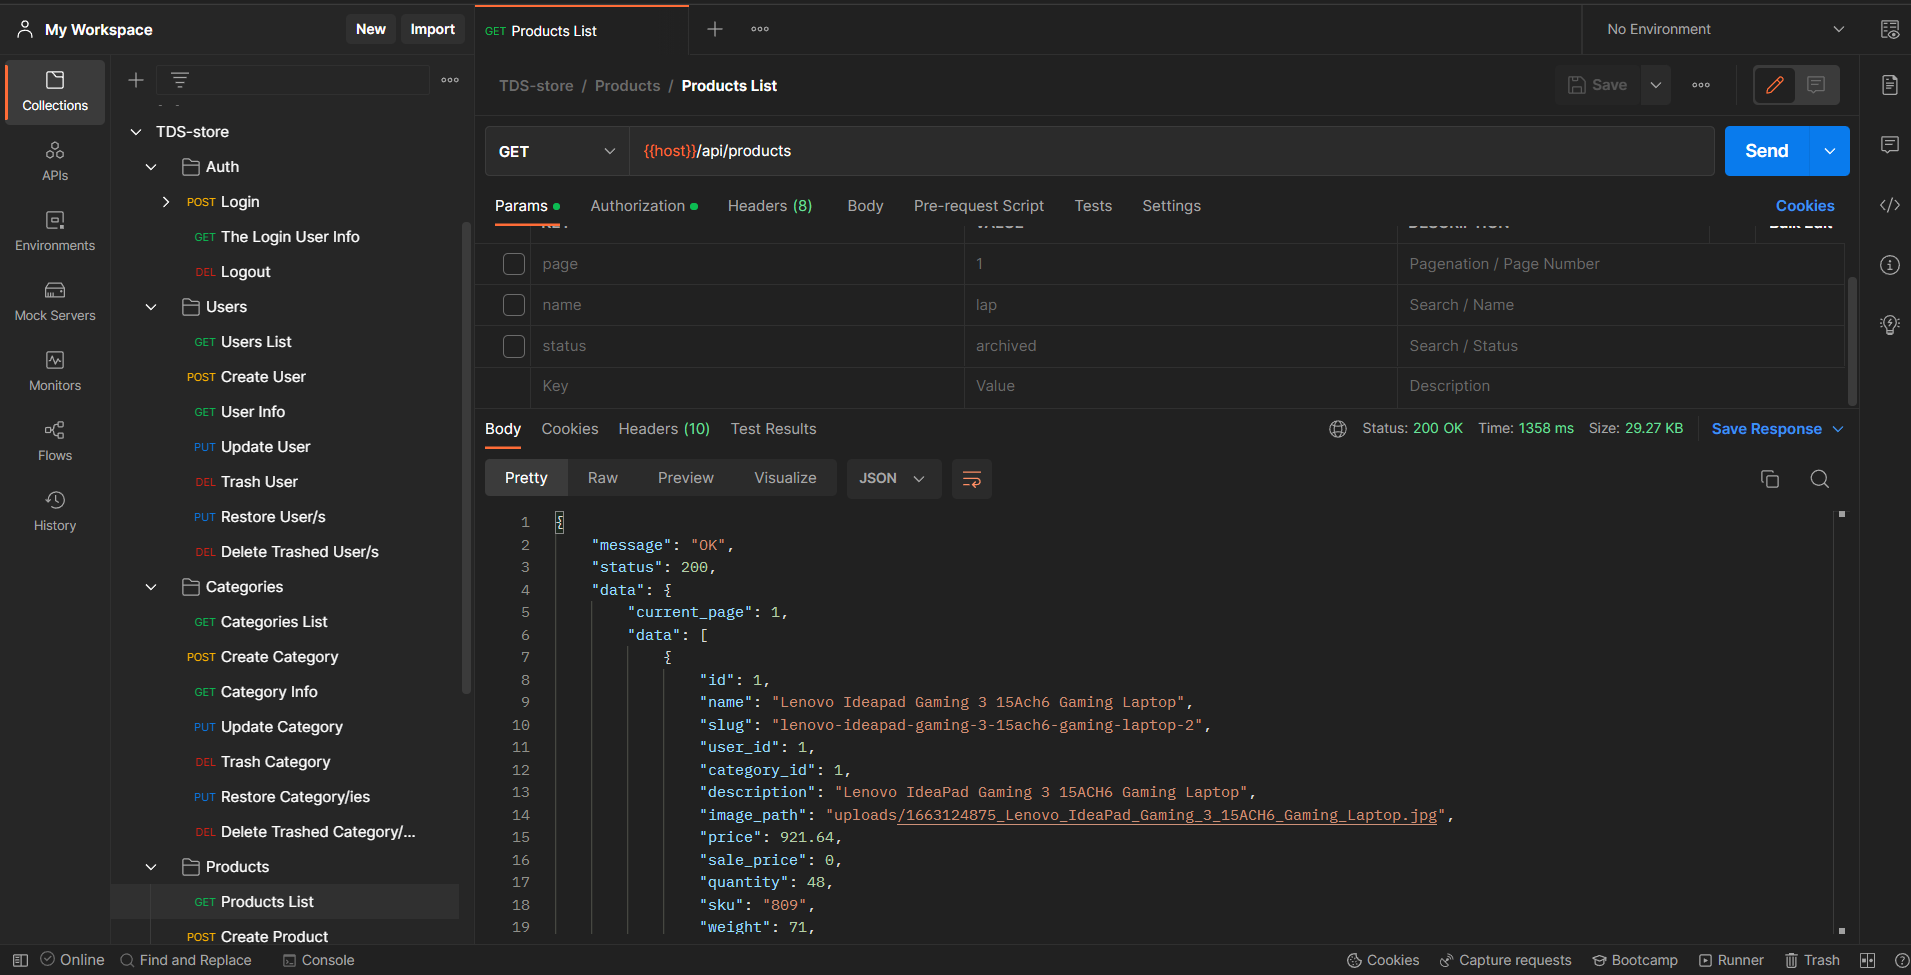 My Workspace
New
Import
GET Products List
No Environment
Collections
APIs
Environments
Mock Servers
Monitors
Flows
History
TDS-store
Auth
POST Login
GET The Login User Info
DEL Logout
Users
GET Users List
POST Create User
GET User Info
PUT Update User
DEL Trash User
PUT Restore User/s
DEL Delete Trashed User/s
Categories
GET Categories List
POST Create Category
GET Category Info
PUT Update Category
DEL Trash Category
PUT Restore Category/ies
DEL Delete Trashed Category/...
Products
GET Products List
POST Create Product
TDS-store / Products / Products List
Save
GET
{{host}}/api/products
Send
Params
Authorization
Headers (8)
Body
Pre-request Script
Tests
Settings
Cookies
KEY VALUE DESCRIPTION Bulk Edit
page 1 Pagenation / Page Number
name lap Search / Name
status archived Search / Status
Key Value Description
Body
Cookies
Headers (10)
Test Results
Status: 200 OK Time: 1358 ms Size: 29.27 KB
Save Response
Pretty
Raw
Preview
Visualize
JSON
1 {
2 "message": "OK",
3 "status": 200,
4 "data": {
5 "current_page": 1,
6 "data": [
7 {
8 "id": 1,
9 "name": "Lenovo Ideapad Gaming 3 15Ach6 Gaming Laptop",
10 "slug": "lenovo-ideapad-gaming-3-15ach6-gaming-laptop-2",
11 "user_id": 1,
12 "category_id": 1,
13 "description": "Lenovo IdeaPad Gaming 3 15ACH6 Gaming Laptop",
14 "image_path": "uploads/1663124875_Lenovo_IdeaPad_Gaming_3_15ACH6_Gaming_Laptop.jpg",
15 "price": 921.64,
16 "sale_price": 0,
17 "quantity": 48,
18 "sku": "809",
19 "weight": 71,
Online
Find and Replace
Console
Cookies
Capture requests
Bootcamp
Runner
Trash